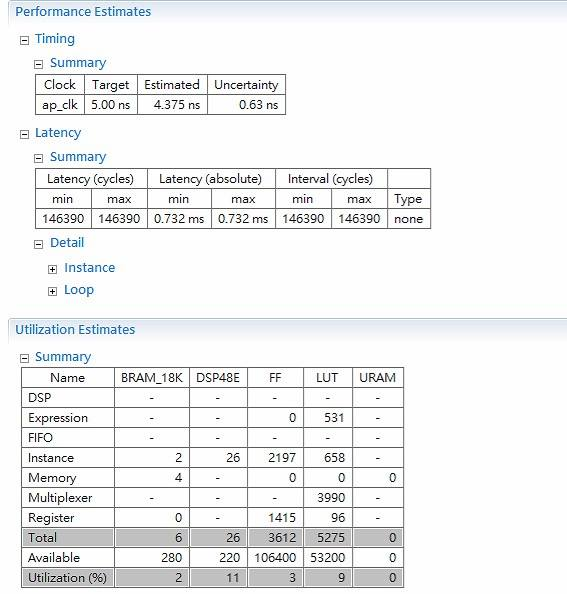 Performance Estimates
Timing
Summary
Clock Target Estimated Uncertainty
ap_clk 5.00 ns 4.375 ns 0.63 ns
Latency
Summary
Latency (cycles) Latency (absolute) Interval (cycles)
min max min max min max Type
146390 146390 0.732 ms 0.732 ms 146390 146390 none
Detail
Instance
Loop
Utilization Estimates
Summary
Name BRAM_18K DSP48E FF LUT URAM
DSP - - - - -
Expression - - 0 531 -
FIFO - - - - -
Instance 2 26 2197 658 -
Memory 4 - 0 0 0
Multiplexer - - - 3990 -
Register 0 - 1415 96 -
Total 6 26 3612 5275 0
Available 280 220 106400 53200 0
Utilization (%) 2 11 3 9 0